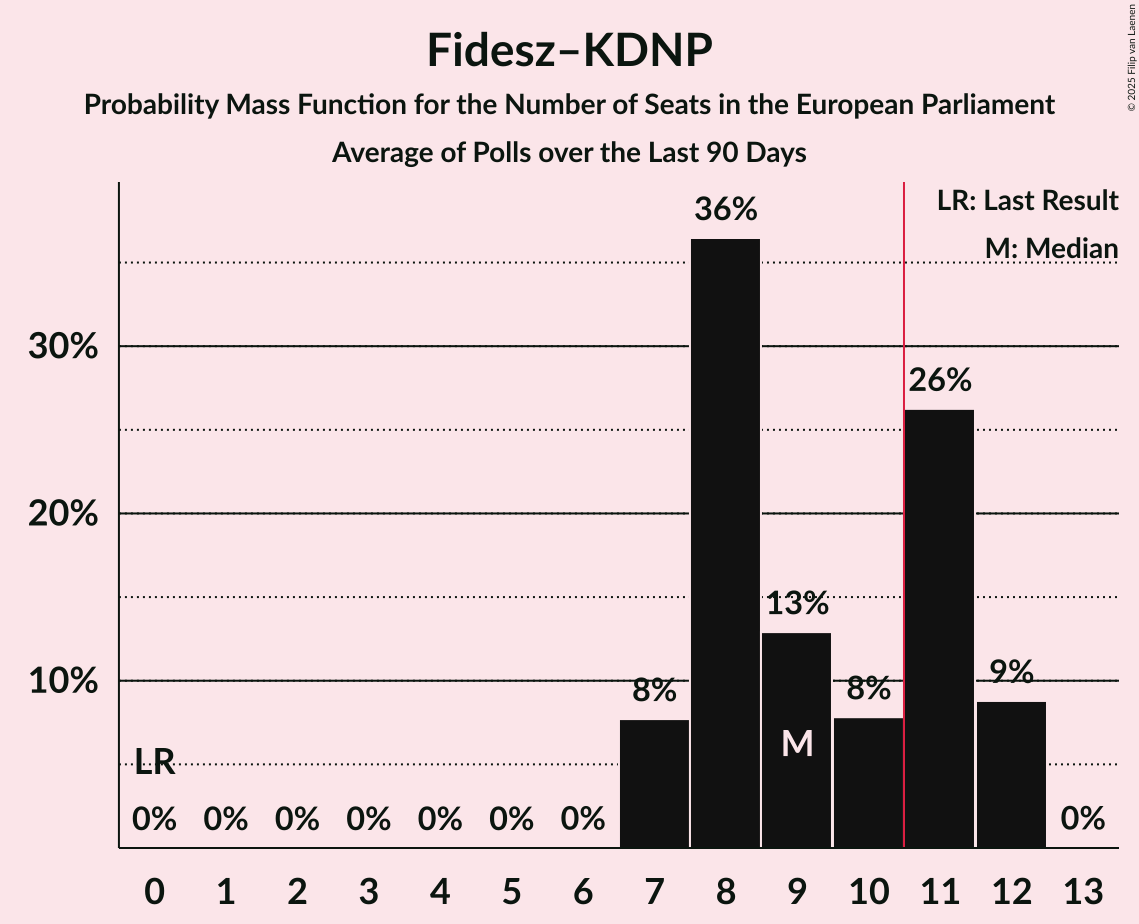 Fidesz–KDNP
Probability Mass Function for the Number of Seats in the European Parliament
Average of Polls over the Last 90 Days
© 2025 Filip van Laenen
LR: Last Result
M: Median
36%
30%
26%
20%
13%
10%
8%
8%
9%
M
LR
0% 0% 0% 0% 0% 0% 0% 0%
0 1 2 3 4 5 6 7 8 9 10 11 12 13